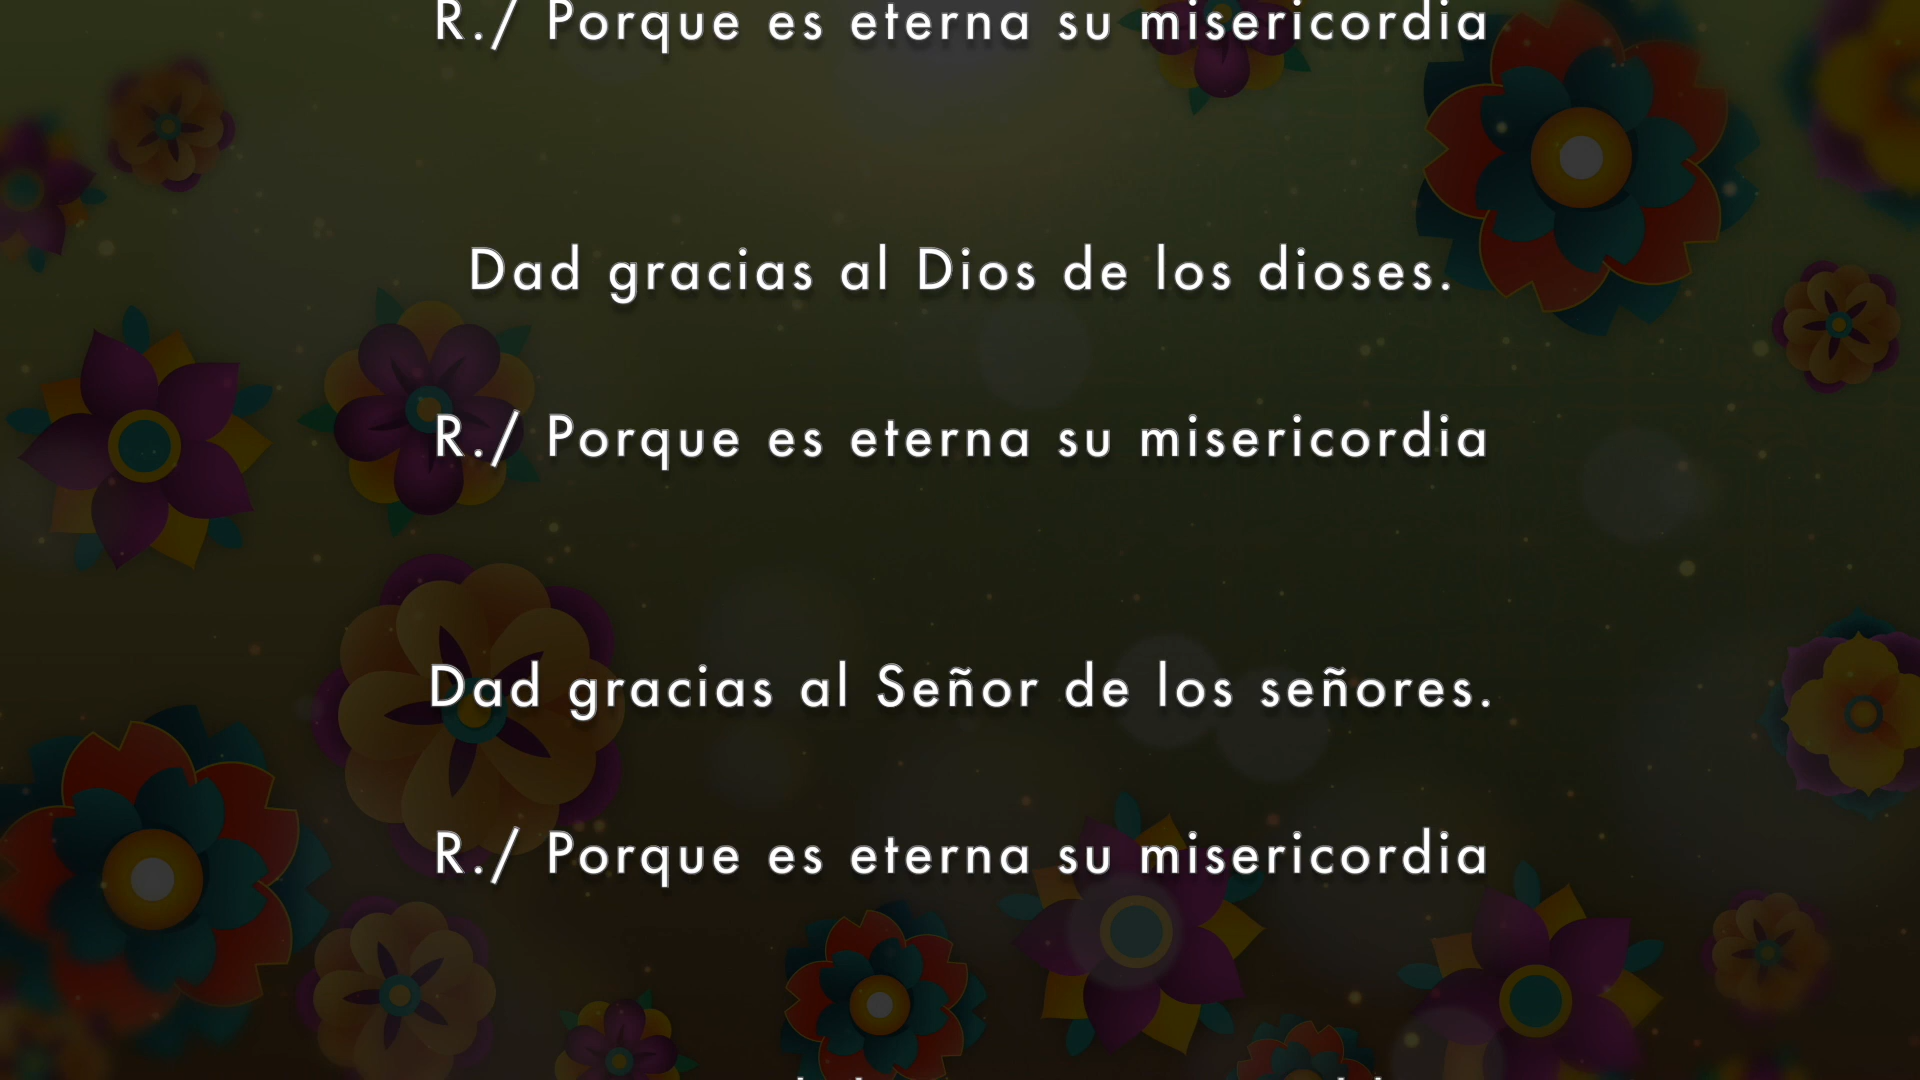 R./ Porque es eterna su misericordia
Dad gracias al Dios de los dioses.
R./ Porque es eterna su misericordia
Dad gracias al Señor de los señores.
R./ Porque es eterna su misericordia